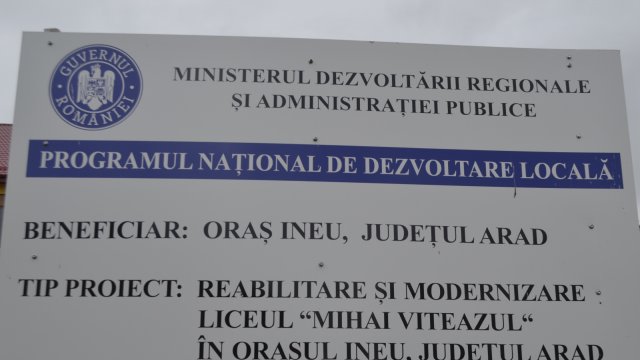 GUVERNUL ROMÂNIEI
MINISTERUL DEZVOLTĂRII REGIONALE
ȘI ADMINISTRAȚIEI PUBLICE
PROGRAMUL NAȚIONAL DE DEZVOLTARE LOCALĂ
BENEFICIAR: ORAȘ INEU, JUDEȚUL ARAD
TIP PROIECT: REABILITARE ȘI MODERNIZARE
LICEUL “MIHAI VITEAZUL“
ÎN ORASUL INEU, JUDEȚUL ARAD